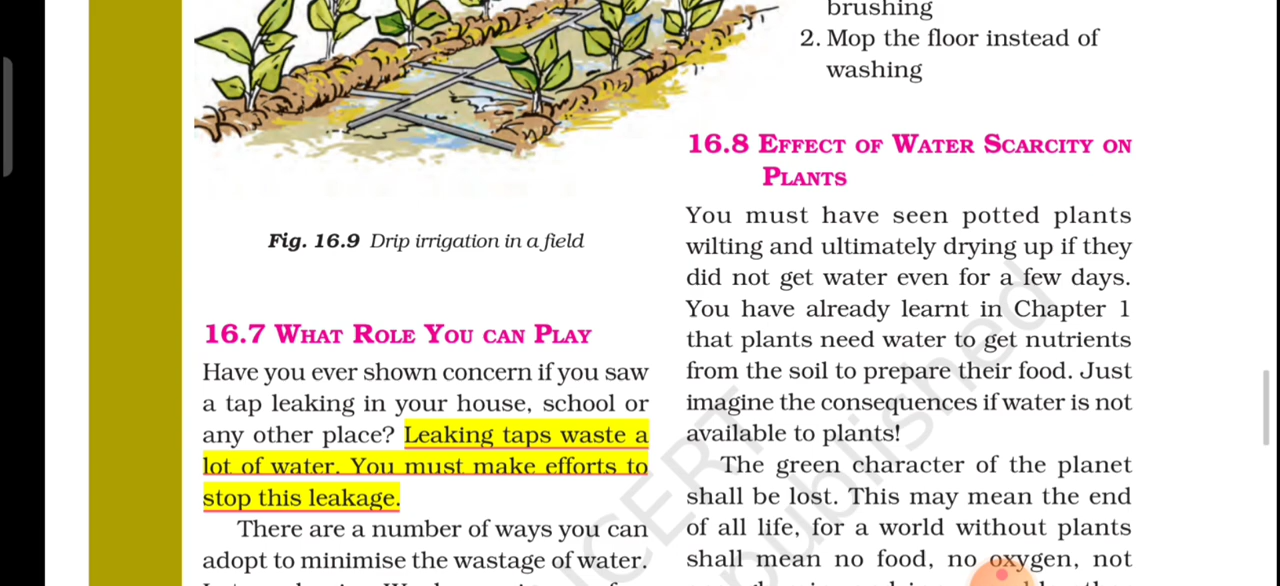 Fig. 16.9 Drip irrigation in a field
16.7 WHAT ROLE YOU CAN PLAY
Have you ever shown concern if you saw
a tap leaking in your house, school or
any other place? Leaking taps waste a
lot of water. You must make efforts to
stop this leakage.
There are a number of ways you can
adopt to minimise the wastage of water.
brushing
2. Mop the floor instead of
washing
16.8 EFFECT OF WATER SCARCITY ON
PLANTS
You must have seen potted plants
wilting and ultimately drying up if they
did not get water even for a few days.
You have already learnt in Chapter 1
that plants need water to get nutrients
from the soil to prepare their food. Just
imagine the consequences if water is not
available to plants!
The green character of the planet
shall be lost. This may mean the end
of all life, for a world without plants
shall mean no food, no oxygen, not